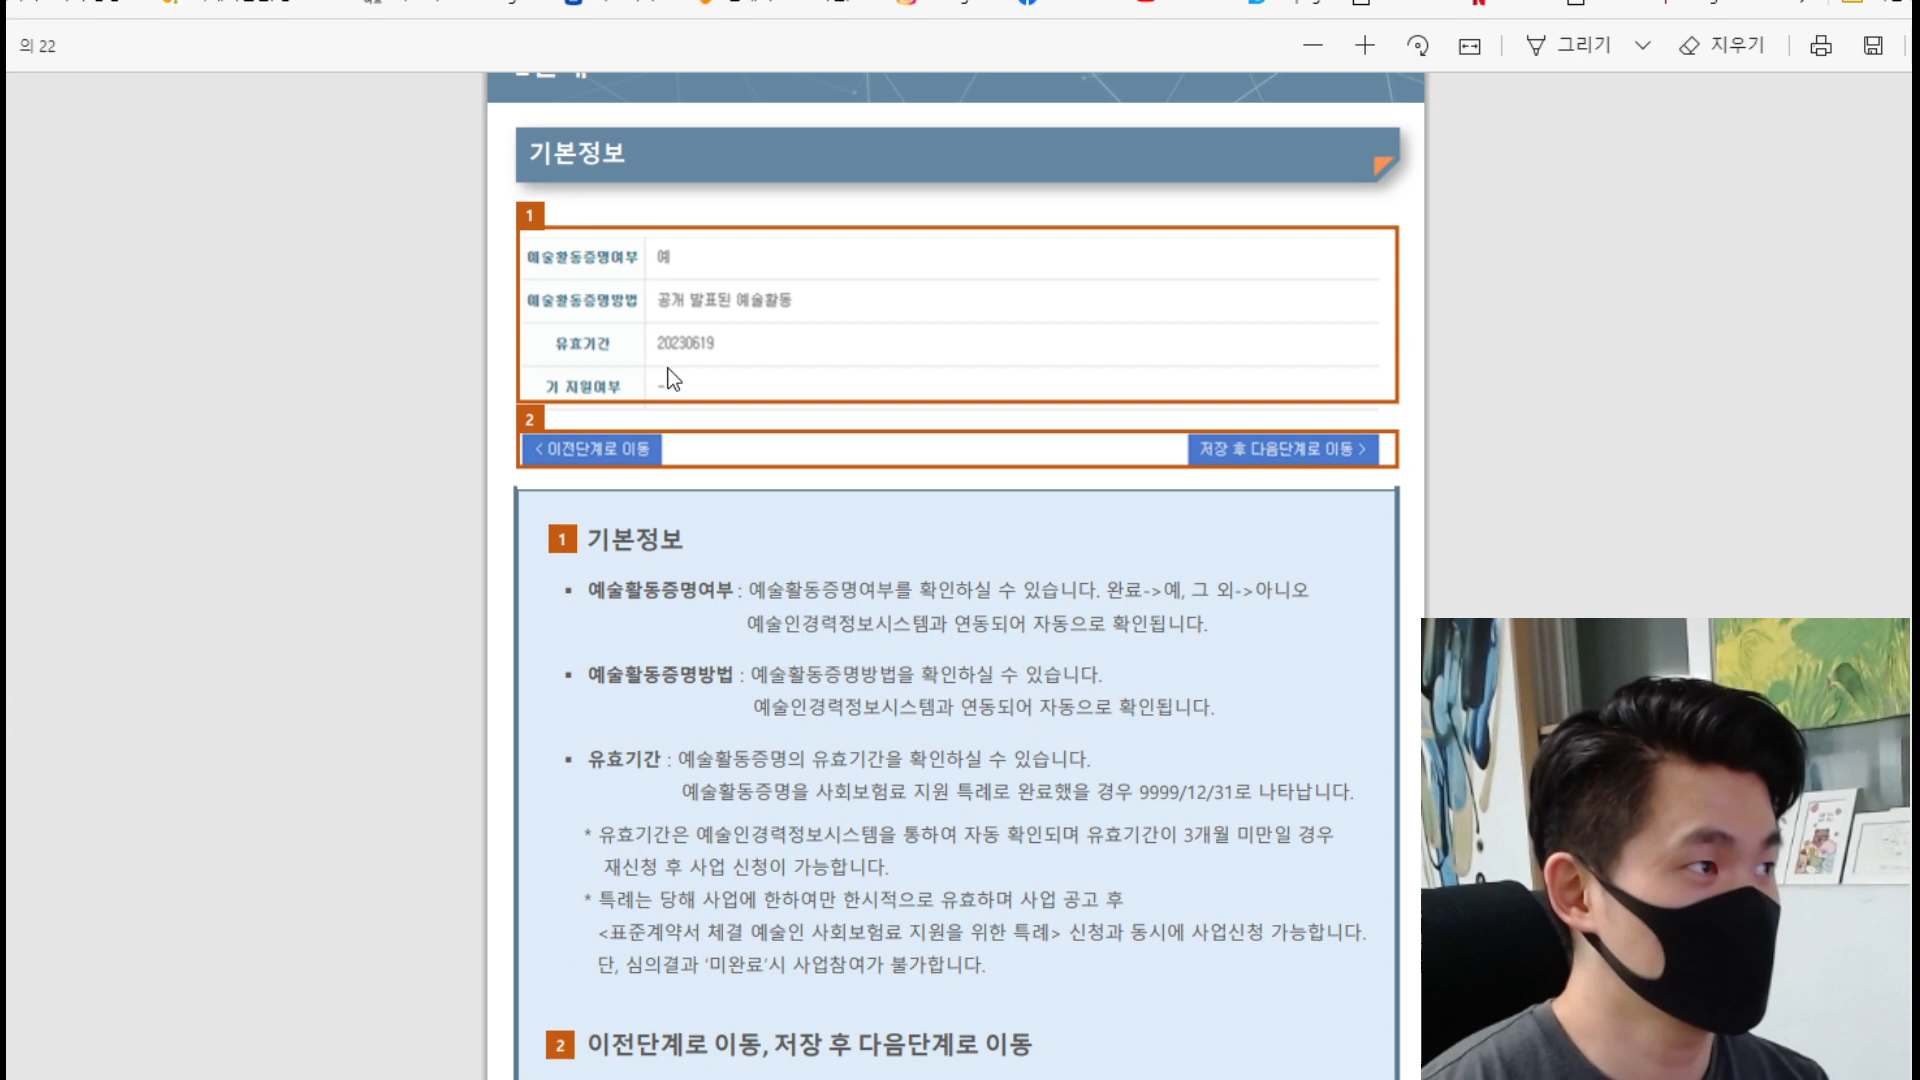 의 22
그리기
지우기
기본정보
1
예술활동증명여부 예
예술활동증명방법 공개 발표된 예술활동
유효기간 20230619
기 지원여부 -
2
< 이전단계로 이동 저장 후 다음단계로 이동 >
1 기본정보
▪ 예술활동증명여부 : 예술활동증명여부를 확인하실 수 있습니다. 완료->예, 그 외->아니오
예술인경력정보시스템과 연동되어 자동으로 확인됩니다.
▪ 예술활동증명방법 : 예술활동증명방법을 확인하실 수 있습니다.
예술인경력정보시스템과 연동되어 자동으로 확인됩니다.
▪ 유효기간 : 예술활동증명의 유효기간을 확인하실 수 있습니다.
예술활동증명을 사회보험료 지원 특례로 완료했을 경우 9999/12/31로 나타납니다.
* 유효기간은 예술인경력정보시스템을 통하여 자동 확인되며 유효기간이 3개월 미만일 경우
재신청 후 사업 신청이 가능합니다.
* 특례는 당해 사업에 한하여만 한시적으로 유효하며 사업 공고 후
<표준계약서 체결 예술인 사회보험료 지원을 위한 특례> 신청과 동시에 사업신청 가능합니다.
단, 심의결과 ‘미완료’시 사업참여가 불가합니다.
2 이전단계로 이동, 저장 후 다음단계로 이동